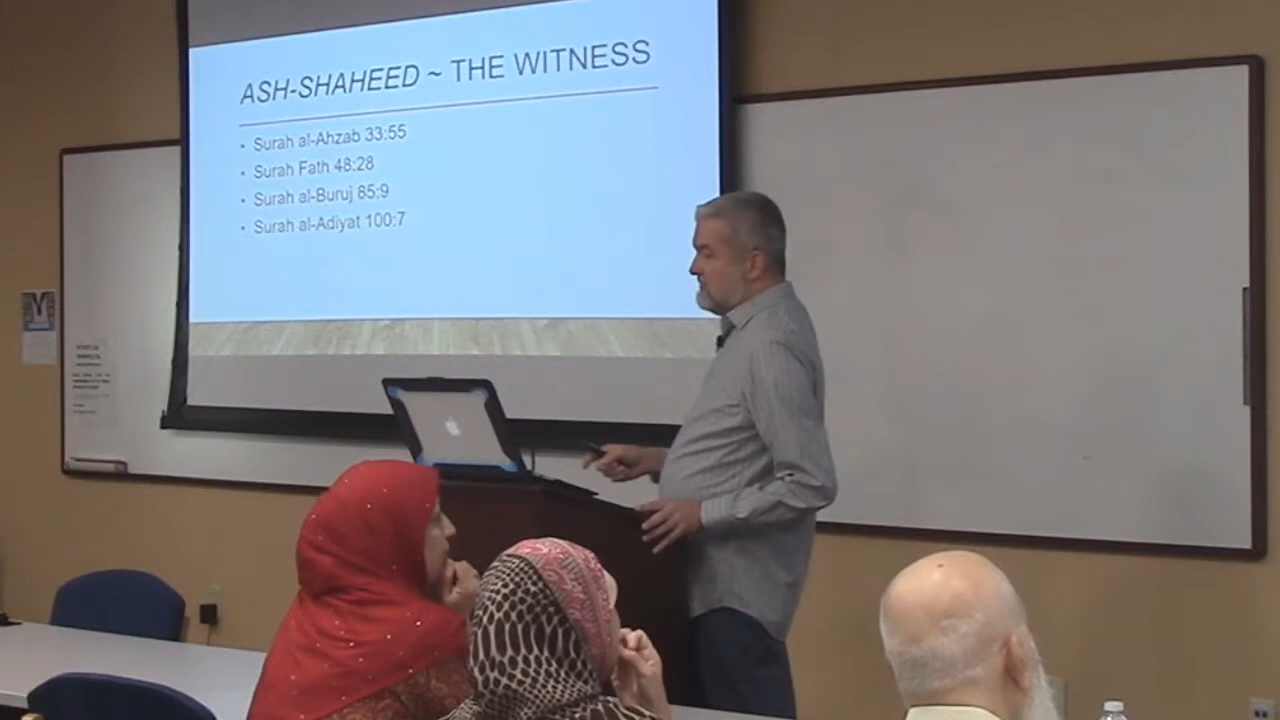 ASH-SHAHEED ~ THE WITNESS
• Surah al-Ahzab 33:55
• Surah Fath 48:28
• Surah al-Buruj 85:9
• Surah al-Adiyat 100:7